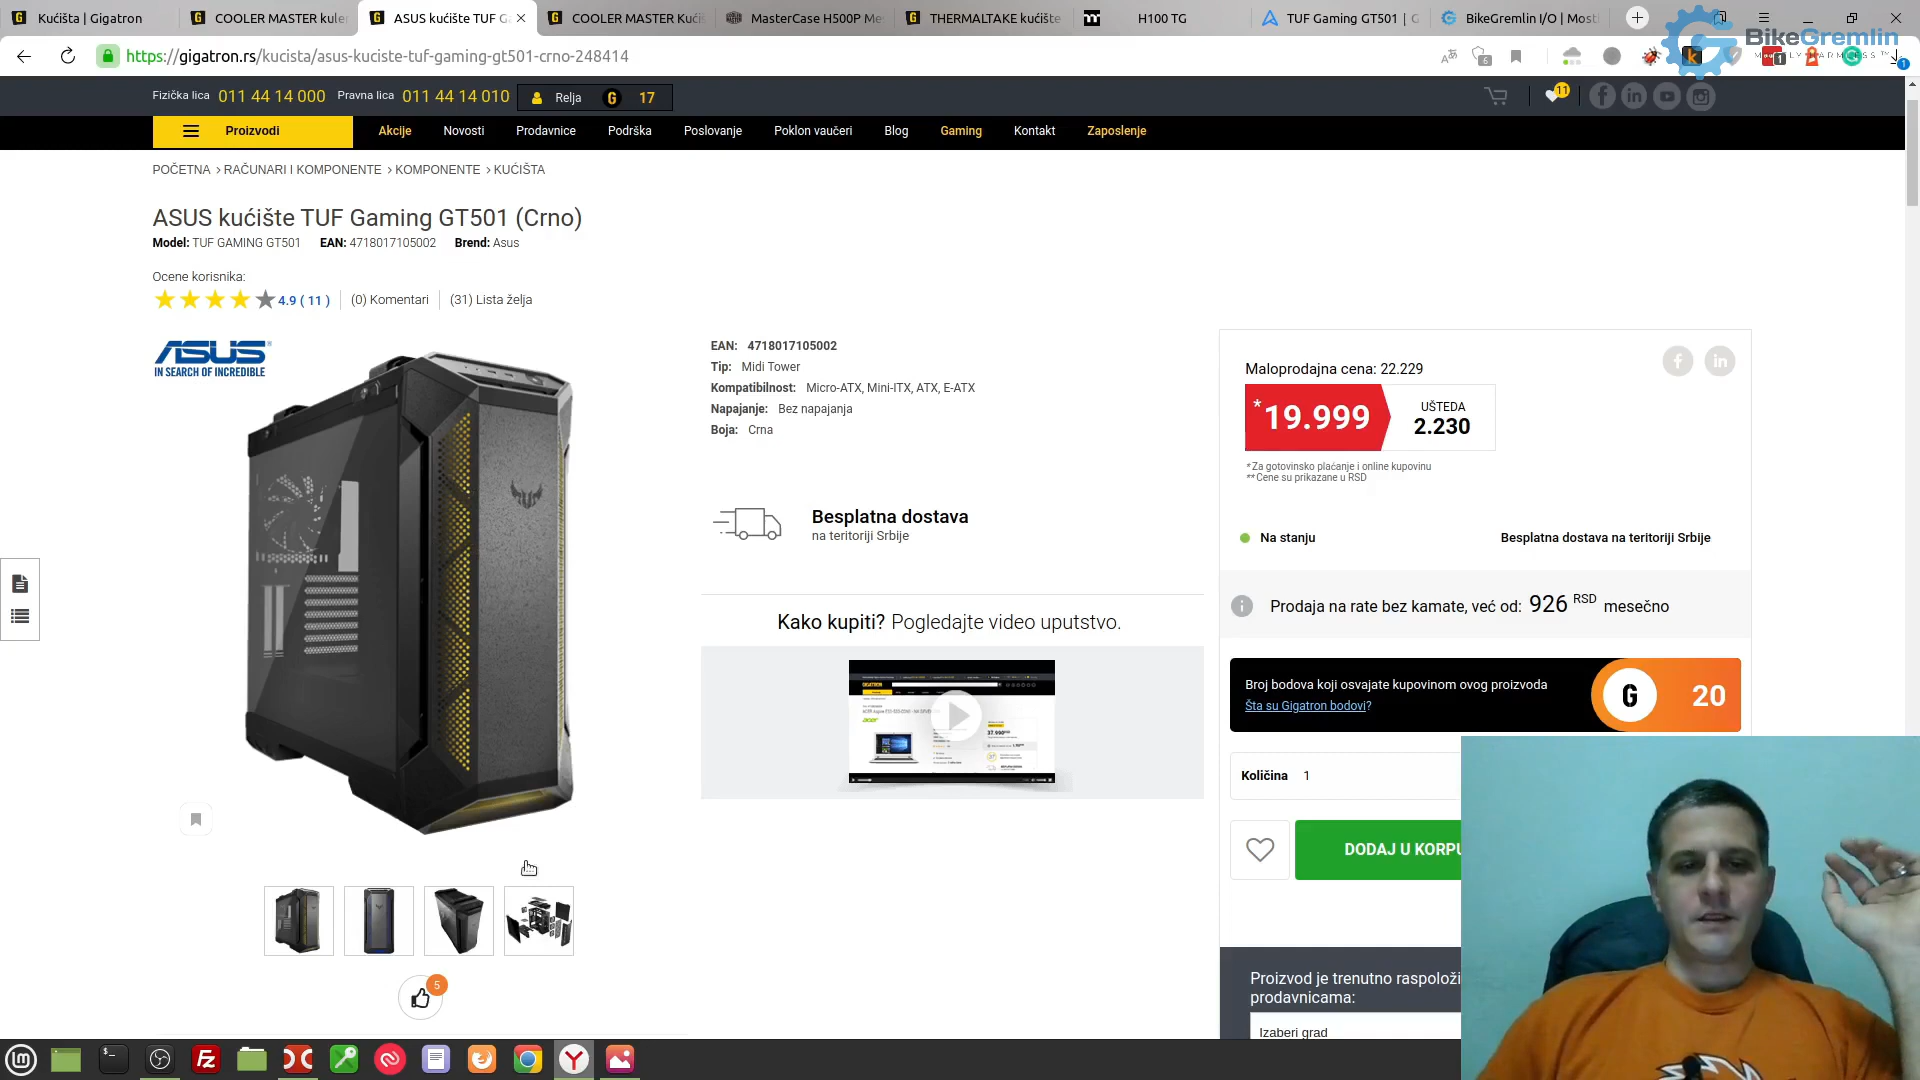 Kućišta | Gigatron
COOLER MASTER kuler
ASUS kućište TUF G
COOLER MASTER Kućiš
MasterCase H500P Me
THERMALTAKE kućište
H100 TG
TUF Gaming GT501 | G
BikeGremlin I/O | Most
BikeGremlin
https://gigatron.rs/kucista/asus-kuciste-tuf-gaming-gt501-crno-248414
Fizička lica 011 44 14 000 Pravna lica 011 44 14 010 Relja G 17
11
Proizvodi Akcije Novosti Prodavnice Podrška Poslovanje Poklon vaučeri Blog Gaming Kontakt Zaposlenje
POČETNA › RAČUNARI I KOMPONENTE › KOMPONENTE › KUĆIŠTA
ASUS kućište TUF Gaming GT501 (Crno)
Model: TUF GAMING GT501 EAN: 4718017105002 Brend: Asus
Ocene korisnika:
4.9 ( 11 ) (0) Komentari (31) Lista želja
ASUS
IN SEARCH OF INCREDIBLE
EAN: 4718017105002
Tip: Midi Tower
Kompatibilnost: Micro-ATX, Mini-ITX, ATX, E-ATX
Napajanje: Bez napajanja
Boja: Crna
Besplatna dostava
na teritoriji Srbije
Kako kupiti? Pogledajte video uputstvo.
Maloprodajna cena: 22.229
*19.999
UŠTEDA
2.230
*Za gotovinsko plaćanje i online kupovinu
**Cene su prikazane u RSD
Na stanju
Besplatna dostava na teritoriji Srbije
Prodaja na rate bez kamate, već od: 926 RSD mesečno
Broj bodova koji osvajate kupovinom ovog proizvoda
Šta su Gigatron bodovi?
G 20
Količina 1
DODAJ U KORPU
5
Proizvod je trenutno raspoloži
prodavnicama:
Izaberi grad